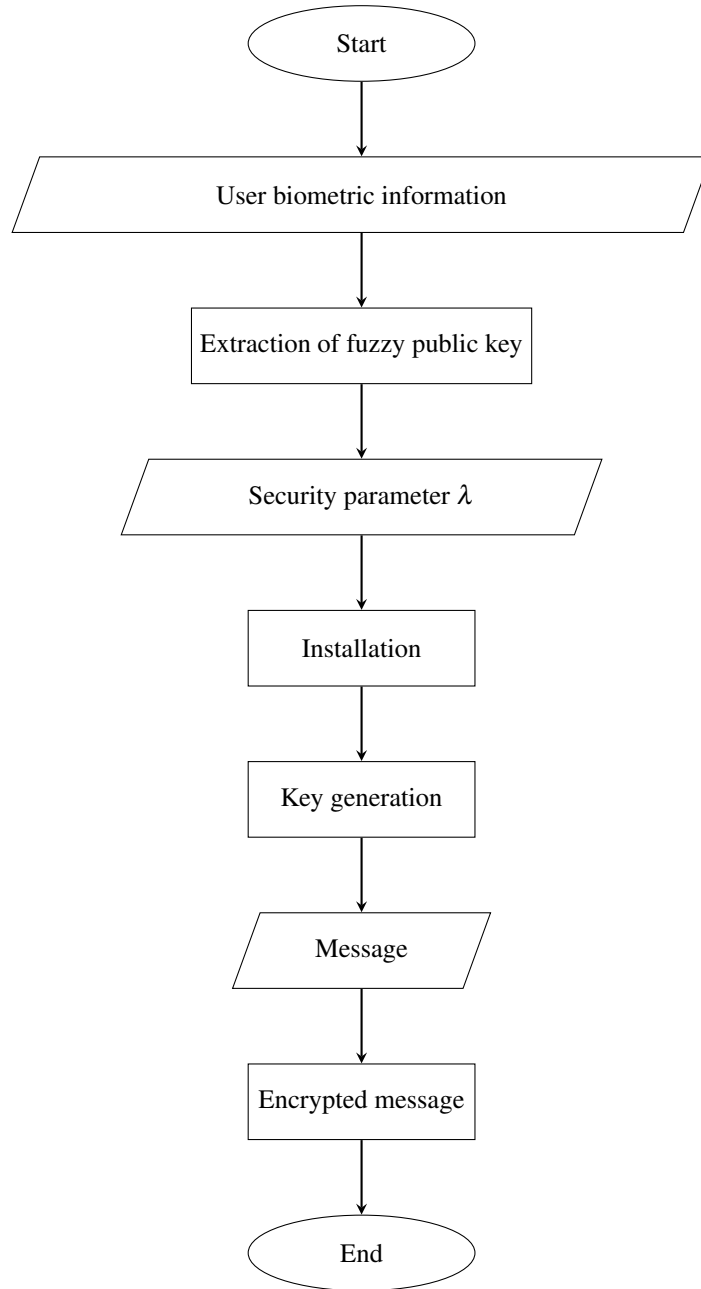 Start
User biometric information
Extraction of fuzzy public key
Security parameter λ
Installation
Key generation
Message
Encrypted message
End